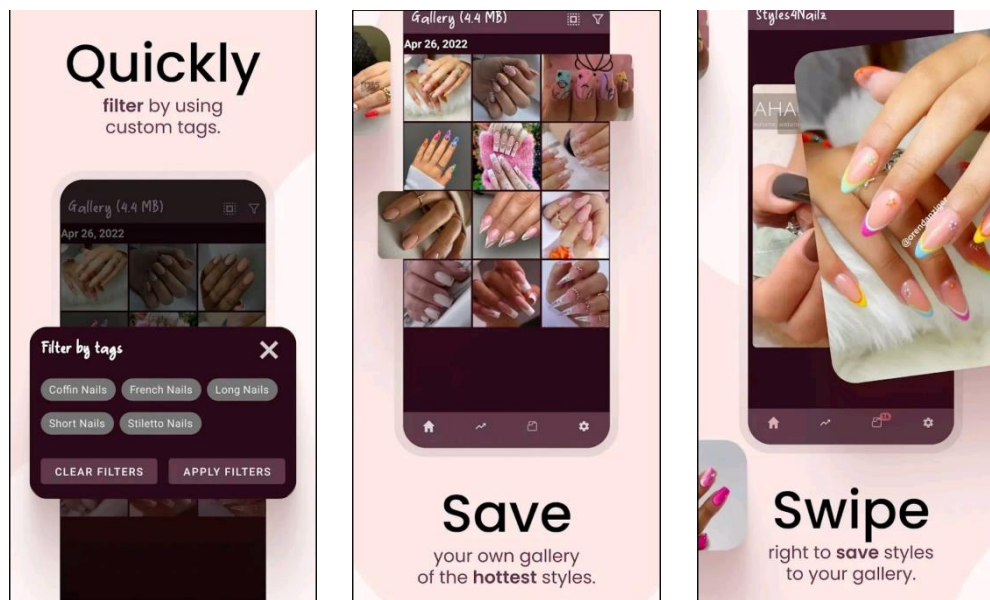 Quickly
filter by using
custom tags.
Gallery (4.4 MB)
Apr 26, 2022
Filter by tags
Coffin Nails
French Nails
Long Nails
Short Nails
Stiletto Nails
CLEAR FILTERS
APPLY FILTERS
Gallery (4.4 MB)
Apr 26, 2022
Save
your own gallery
of the hottest styles.
Styles4Nailz
AHA
Swipe
right to save styles
to your gallery.